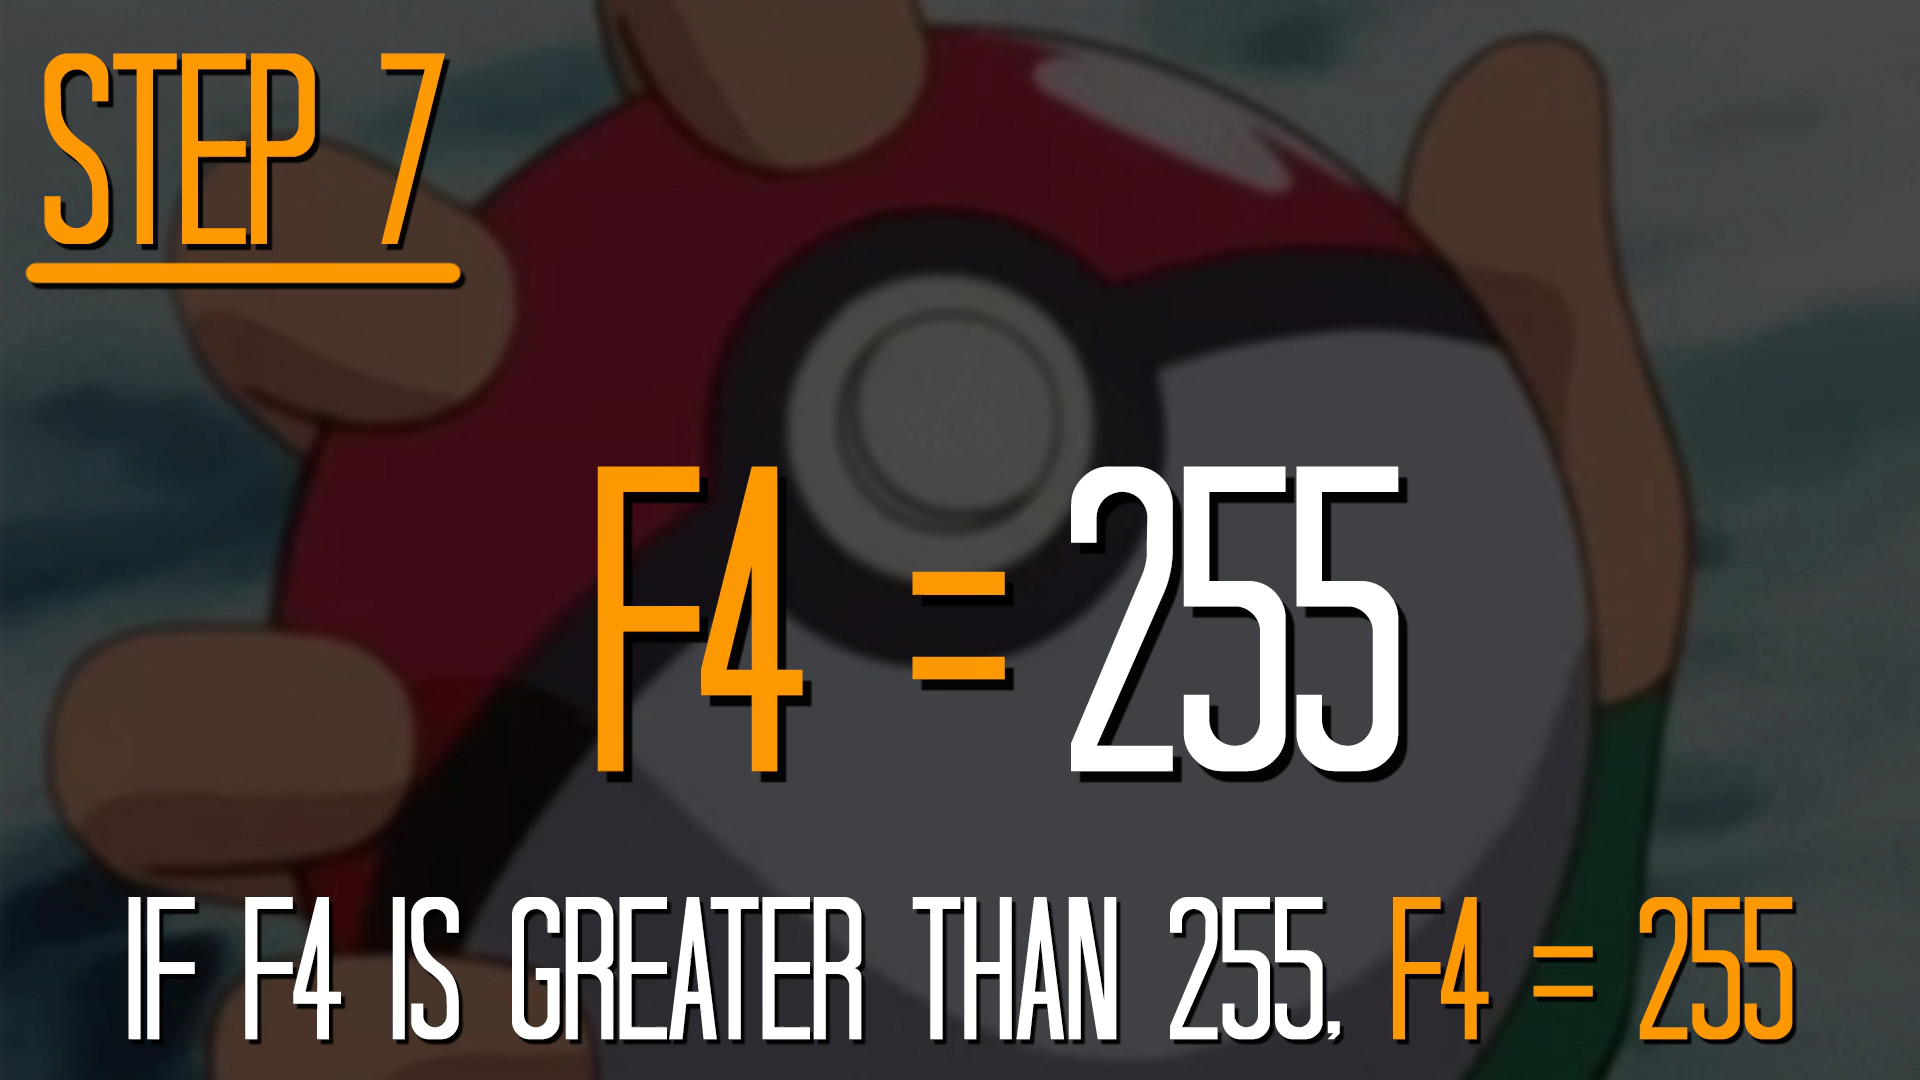 STEP 7
F4 = 255
IF F4 IS GREATER THAN 255, F4 = 255